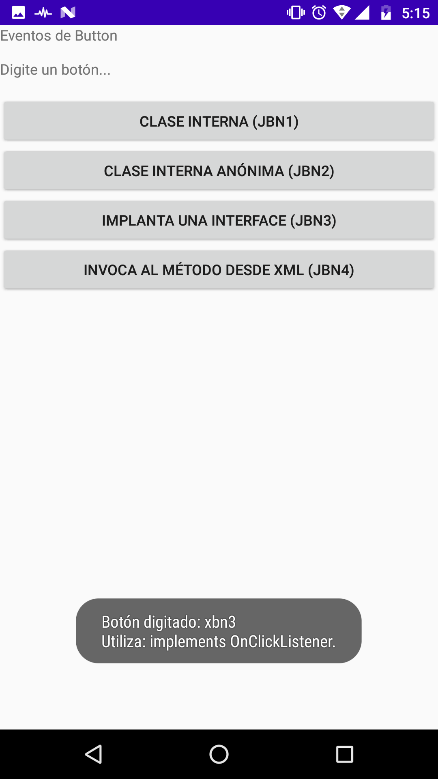 5:15
Eventos de Button
Digite un botón...
CLASE INTERNA (JBN1)
CLASE INTERNA ANÓNIMA (JBN2)
IMPLANTA UNA INTERFACE (JBN3)
INVOCA AL MÉTODO DESDE XML (JBN4)
Botón digitado: xbn3
Utiliza: implements OnClickListener.